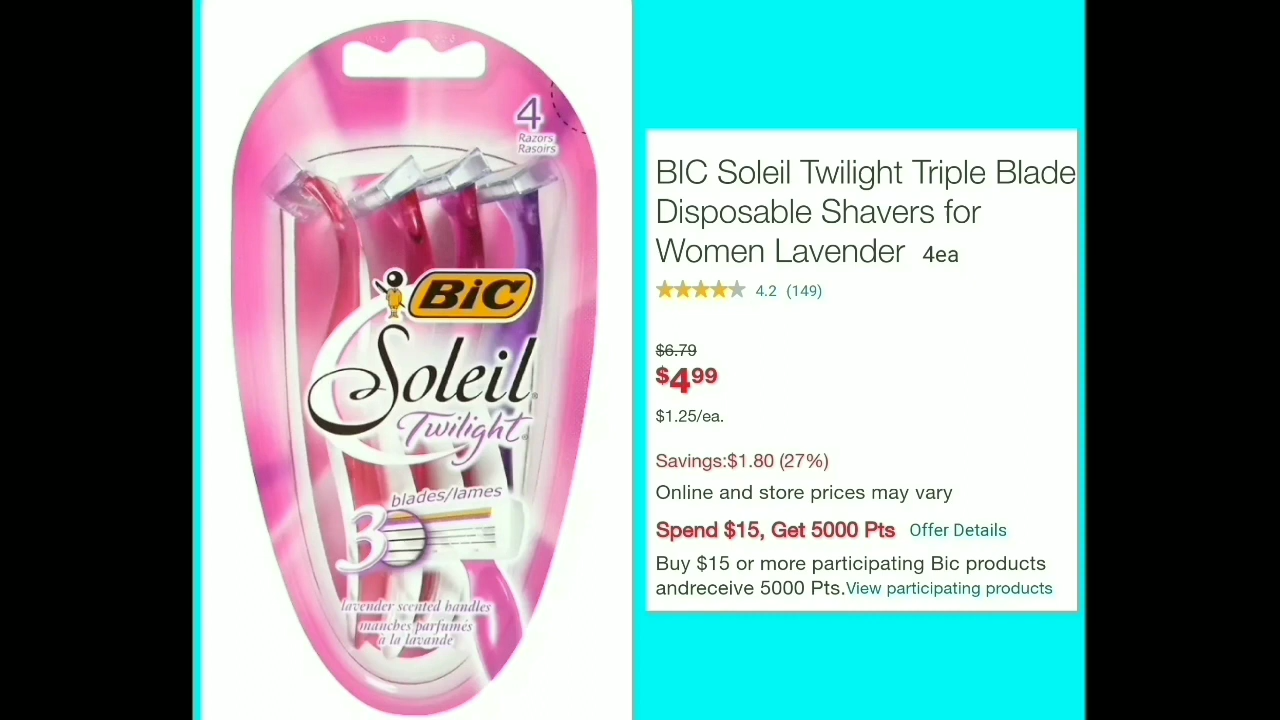 4
Razors
Rasoirs
BiC
Soleil
Twilight
blades/lames
3
lavender scented handles
manches parfumés
à la lavande
BIC Soleil Twilight Triple Blade
Disposable Shavers for
Women Lavender 4ea
4.2 (149)
$6.79
$4.99
$1.25/ea.
Savings:$1.80 (27%)
Online and store prices may vary
Spend $15, Get 5000 Pts Offer Details
Buy $15 or more participating Bic products
andreceive 5000 Pts.View participating products